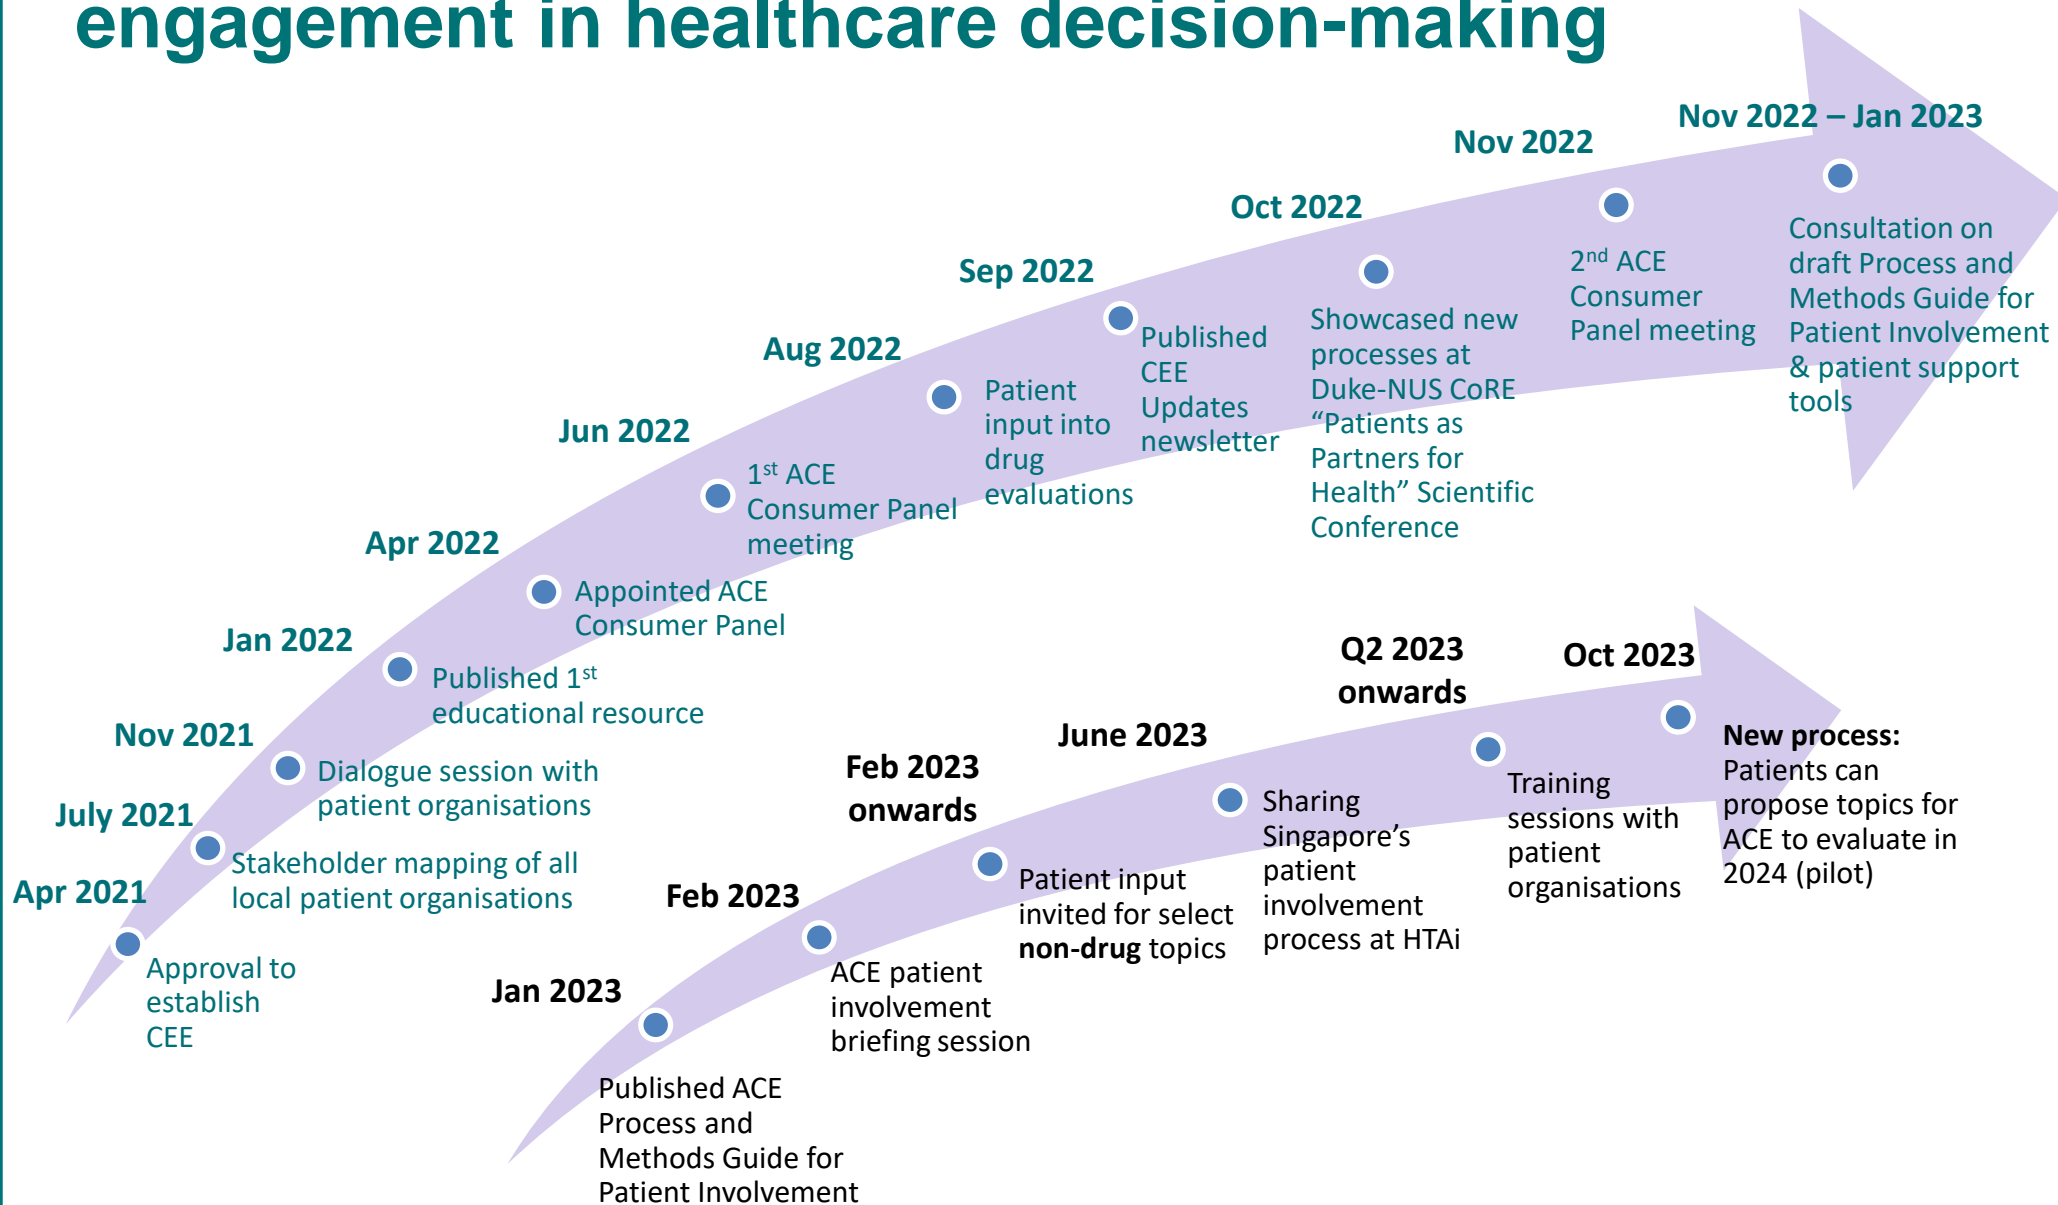 engagement in healthcare decision-making
Apr 2021
Approval to
establish
CEE
July 2021
Stakeholder mapping of all
local patient organisations
Nov 2021
Dialogue session with
patient organisations
Jan 2022
Published 1st
educational resource
Apr 2022
Appointed ACE
Consumer Panel
Jun 2022
1st ACE
Consumer Panel
meeting
Aug 2022
Patient
input into
drug
evaluations
Sep 2022
Published
CEE
Updates
newsletter
Oct 2022
Showcased new
processes at
Duke-NUS CoRE
“Patients as
Partners for
Health” Scientific
Conference
Nov 2022
2nd ACE
Consumer
Panel meeting
Nov 2022 – Jan 2023
Consultation on
draft Process and
Methods Guide for
Patient Involvement
& patient support
tools
Jan 2023
Published ACE
Process and
Methods Guide for
Patient Involvement
Feb 2023
ACE patient
involvement
briefing session
Feb 2023
onwards
Patient input
invited for select
non-drug topics
June 2023
Sharing
Singapore’s
patient
involvement
process at HTAi
Q2 2023
onwards
Training
sessions with
patient
organisations
Oct 2023
New process:
Patients can
propose topics for
ACE to evaluate in
2024 (pilot)